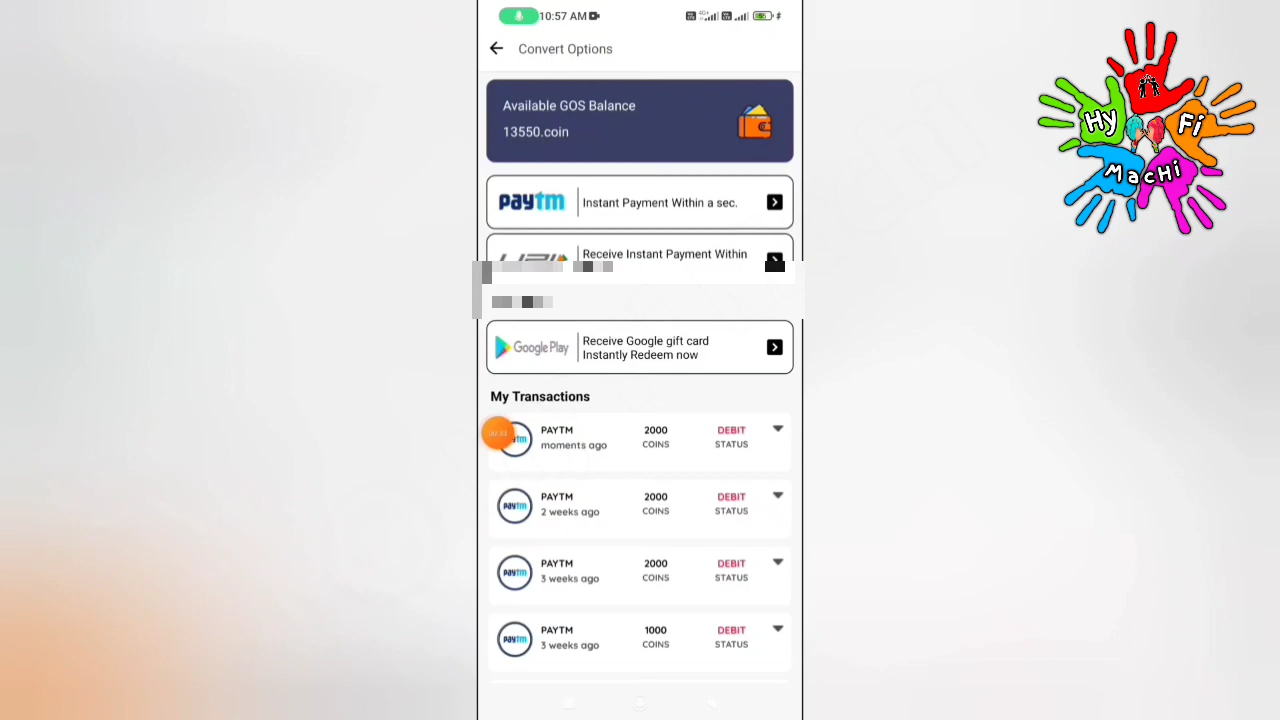 10:57 AM
Convert Options
Available GOS Balance
13550.coin
paytm Instant Payment Within a sec.
Receive Instant Payment Within
Google Play Receive Google gift card
Instantly Redeem now
My Transactions
PAYTM 2000 DEBIT
moments ago COINS STATUS
paytm PAYTM 2000 DEBIT
2 weeks ago COINS STATUS
paytm PAYTM 2000 DEBIT
3 weeks ago COINS STATUS
paytm PAYTM 1000 DEBIT
3 weeks ago COINS STATUS
Hy Fi
MacHi